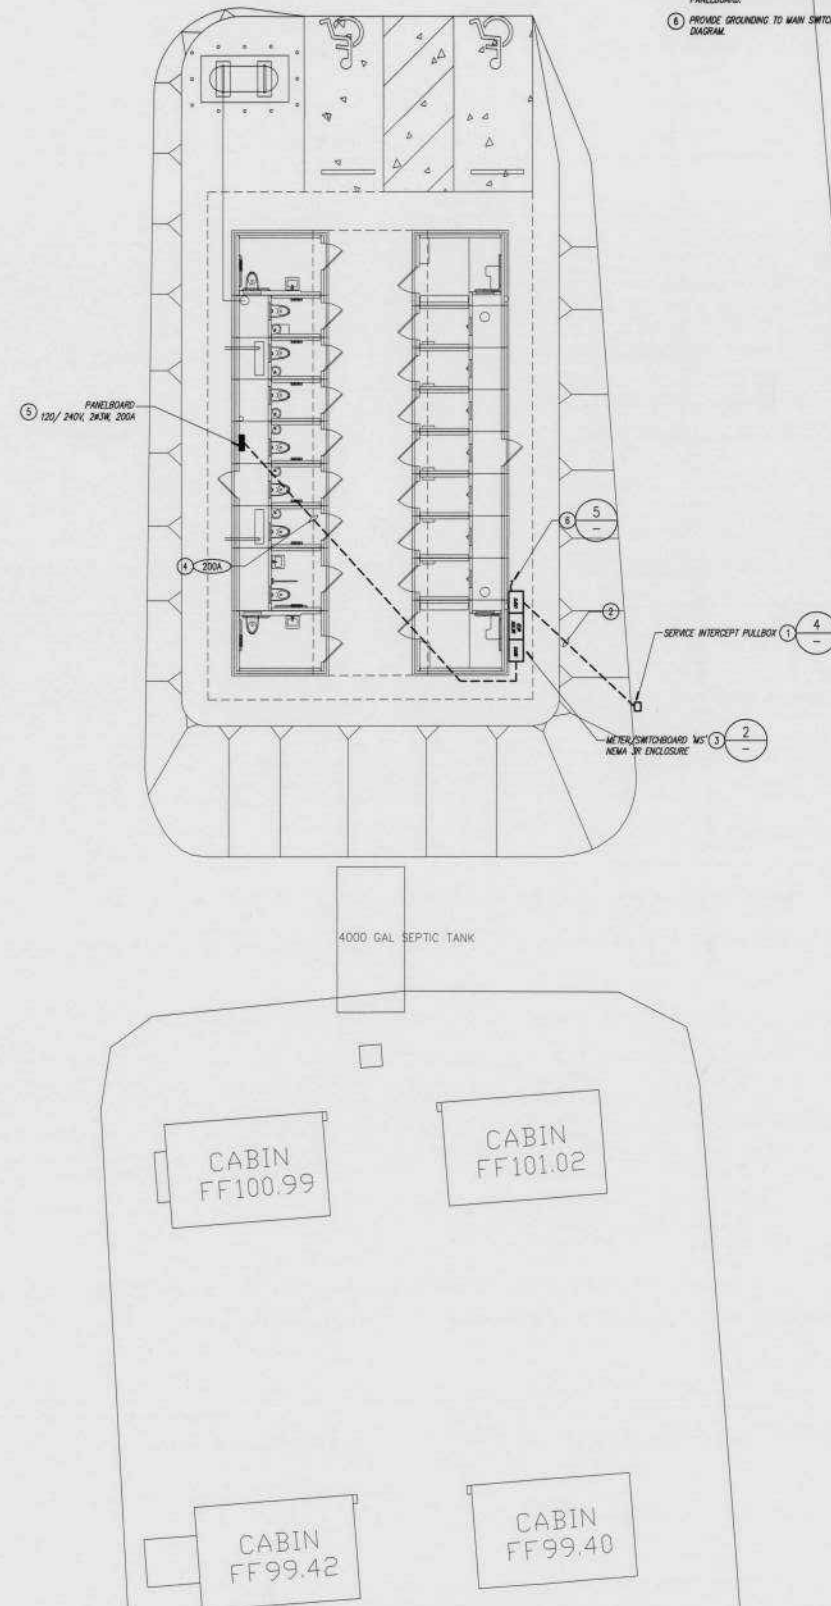 PANELBOARD.
6 PROVIDE GROUNDING TO MAIN SWITC
DIAGRAM.
PANELBOARD
5 120/ 240V, 2Ø3W, 200A
4 200A
6 5
-
2
SERVICE INTERCEPT PULLBOX 1 4
-
METER/SWITCHBOARD "MS" 3 2
NEMA 3R ENCLOSURE -
4000 GAL SEPTIC TANK
CABIN
FF100.99
CABIN
FF101.02
CABIN
FF99.42
CABIN
FF99.40